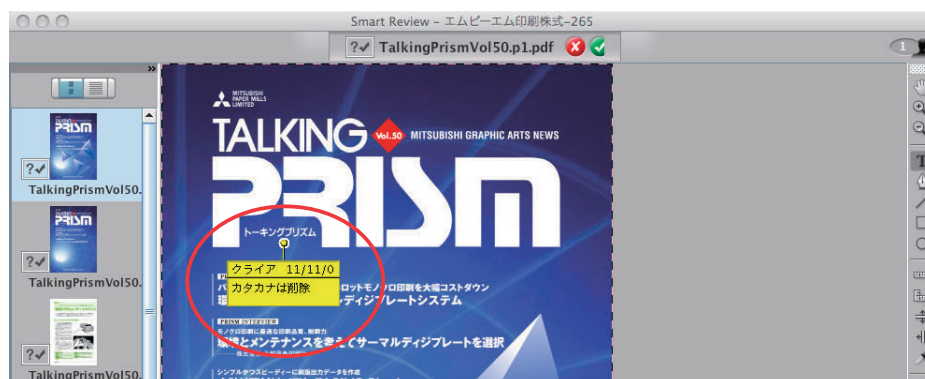 Smart Review – エムピーエム印刷株式–265
?✓ TalkingPrismVol50.p1.pdf
1
»
MITSUBISHI
PAPER MILLS
LIMITED
TALKING Vol.50 MITSUBISHI GRAPHIC ARTS NEWS
PRISM
トーキングプリズム
クライア 11/11/0
カタカナは削除
ロットモノクロ印刷を大幅コストダウン
ディジプレートシステム
PRISM INTERVIEW
モノクロ印刷に最適な印刷品質、耐刷力
環境とメンテナンスを考えてサーマルディジプレートを選択
シンプルかつスピーディーに刷版出力データを作成
PRISM
TalkingPrismVol50.
PRISM
TalkingPrismVol50.
TalkingPrismVol50.
T